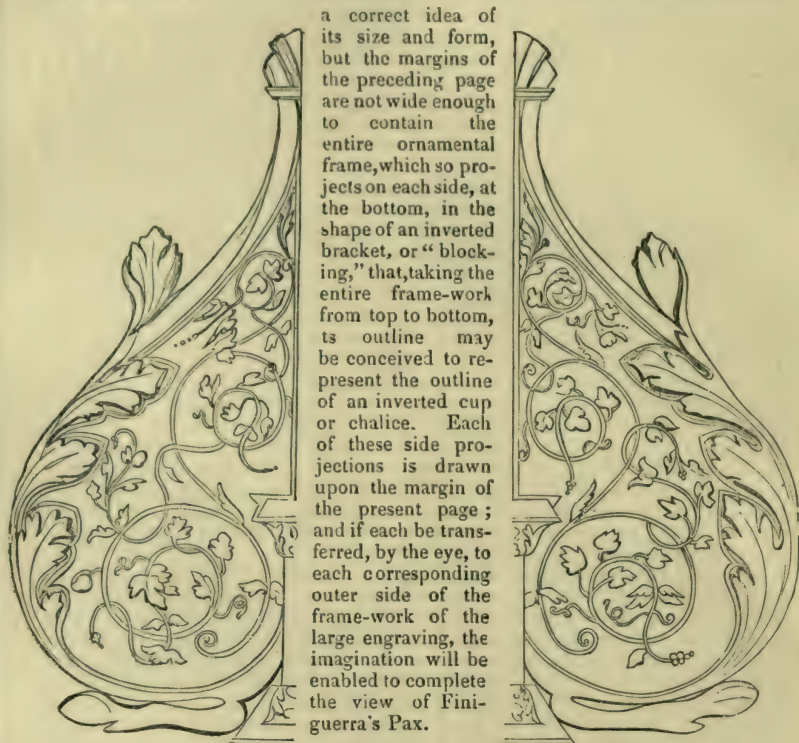 a correct idea of
its size and form,
but the margins of
the preceding page
are not wide enough
to contain the
entire ornamental
frame,which so pro-
jects on each side, at
the bottom, in the
shape of an inverted
bracket, or “ block-
ing,” that,taking the
entire frame-work
from top to bottom,
ts outline may
be conceived to re-
present the outline
of an inverted cup
or chalice. Each
of these side pro-
jections is drawn
upon the margin of
the present page ;
and if each be trans-
ferred, by the eye, to
each corresponding
outer side of the
frame-work of the
large engraving, the
imagination will be
enabled to complete
the view of Fini-
guerra's Pax.